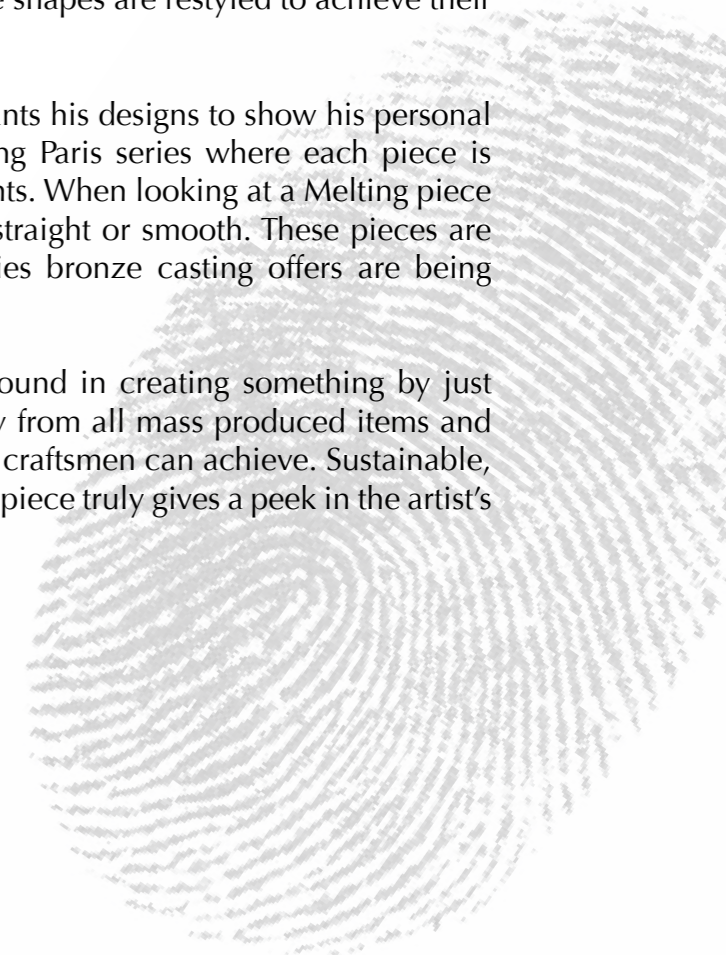 shapes are restyled to achieve their
nts his designs to show his personal
ng Paris series where each piece is
nts. When looking at a Melting piece
straight or smooth. These pieces are
ies bronze casting offers are being
ound in creating something by just
from all mass produced items and
craftsmen can achieve. Sustainable,
piece truly gives a peek in the artist’s